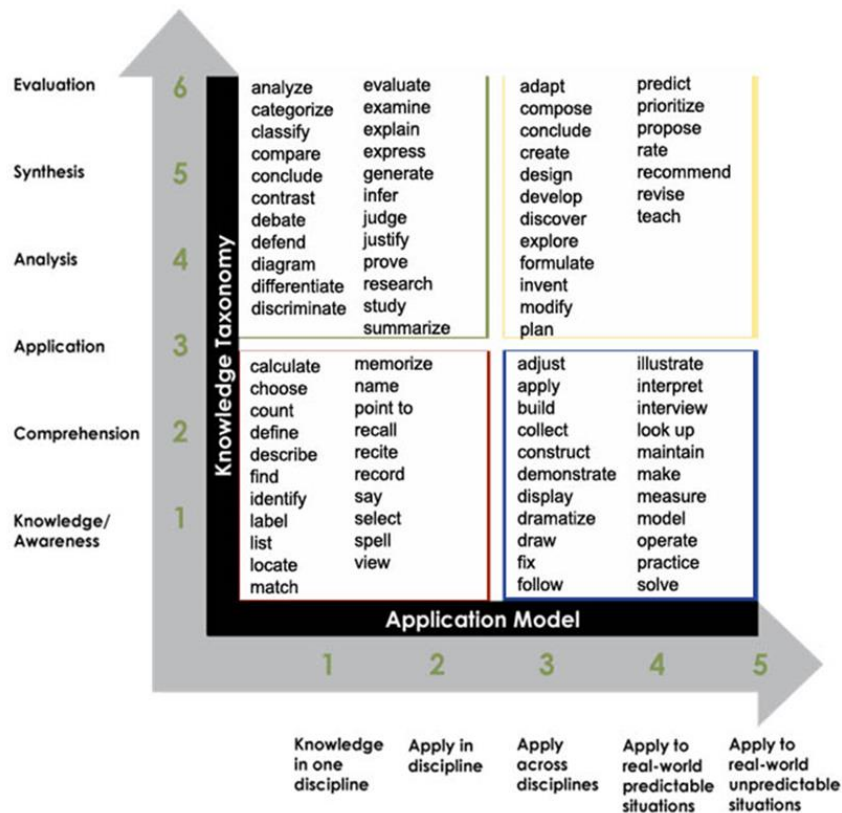 Evaluation
Synthesis
Analysis
Application
Comprehension
Knowledge/
Awareness
6
5
4
3
2
1
Knowledge Taxonomy
analyze
categorize
classify
compare
conclude
contrast
debate
defend
diagram
differentiate
discriminate
evaluate
examine
explain
express
generate
infer
judge
justify
prove
research
study
summarize
adapt
compose
conclude
create
design
develop
discover
explore
formulate
invent
modify
plan
predict
prioritize
propose
rate
recommend
revise
teach
calculate
choose
count
define
describe
find
identify
label
list
locate
match
memorize
name
point to
recall
recite
record
say
select
spell
view
adjust
apply
build
collect
construct
demonstrate
display
dramatize
draw
fix
follow
illustrate
interpret
interview
look up
maintain
make
measure
model
operate
practice
solve
Application Model
1
2
3
4
5
Knowledge
in one
discipline
Apply in
discipline
Apply
across
disciplines
Apply to
real-world
predictable
situations
Apply to
real-world
unpredictable
situations